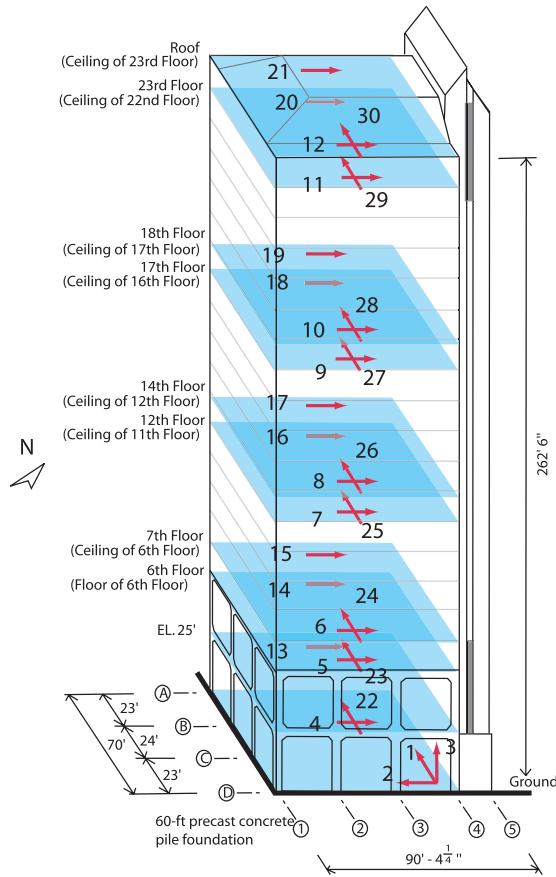 Roof
(Ceiling of 23rd Floor)
21
23rd Floor
(Ceiling of 22nd Floor)
20
30
12
11
29
18th Floor
(Ceiling of 17th Floor)
19
17th Floor
(Ceiling of 16th Floor)
18
28
10
9
27
14th Floor
(Ceiling of 12th Floor)
17
12th Floor
(Ceiling of 11th Floor)
16
26
8
7
25
N
262' 6"
7th Floor
(Ceiling of 6th Floor)
15
6th Floor
(Floor of 6th Floor)
14
24
6
EL. 25'
13
5
23
22
4
A
B
C
D
23'
24'
23'
70'
1
2
3
Ground
60-ft precast concrete
pile foundation
1
2
3
4
5
90' - 4 1/4 "